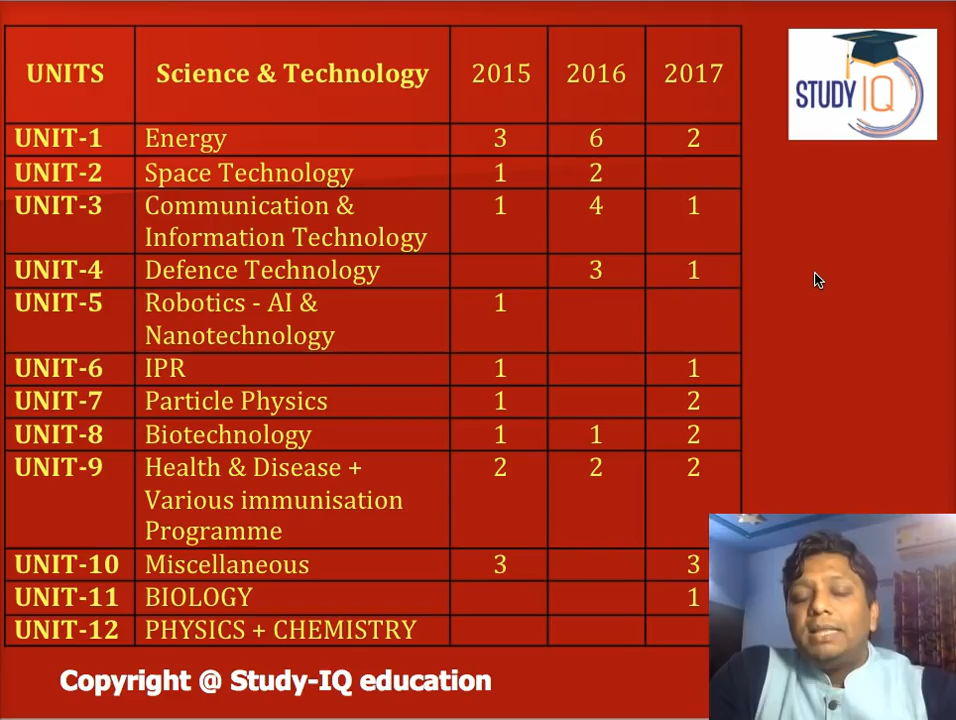 UNITS Science & Technology 2015 2016 2017
STUDY IQ
UNIT-1 Energy 3 6 2
UNIT-2 Space Technology 1 2
UNIT-3 Communication & 1 4 1
Information Technology
UNIT-4 Defence Technology 3 1
UNIT-5 Robotics - AI & 1
Nanotechnology
UNIT-6 IPR 1 1
UNIT-7 Particle Physics 1 2
UNIT-8 Biotechnology 1 1 2
UNIT-9 Health & Disease + 2 2 2
Various immunisation
Programme
UNIT-10 Miscellaneous 3 3
UNIT-11 BIOLOGY 1
UNIT-12 PHYSICS + CHEMISTRY
Copyright @ Study-IQ education